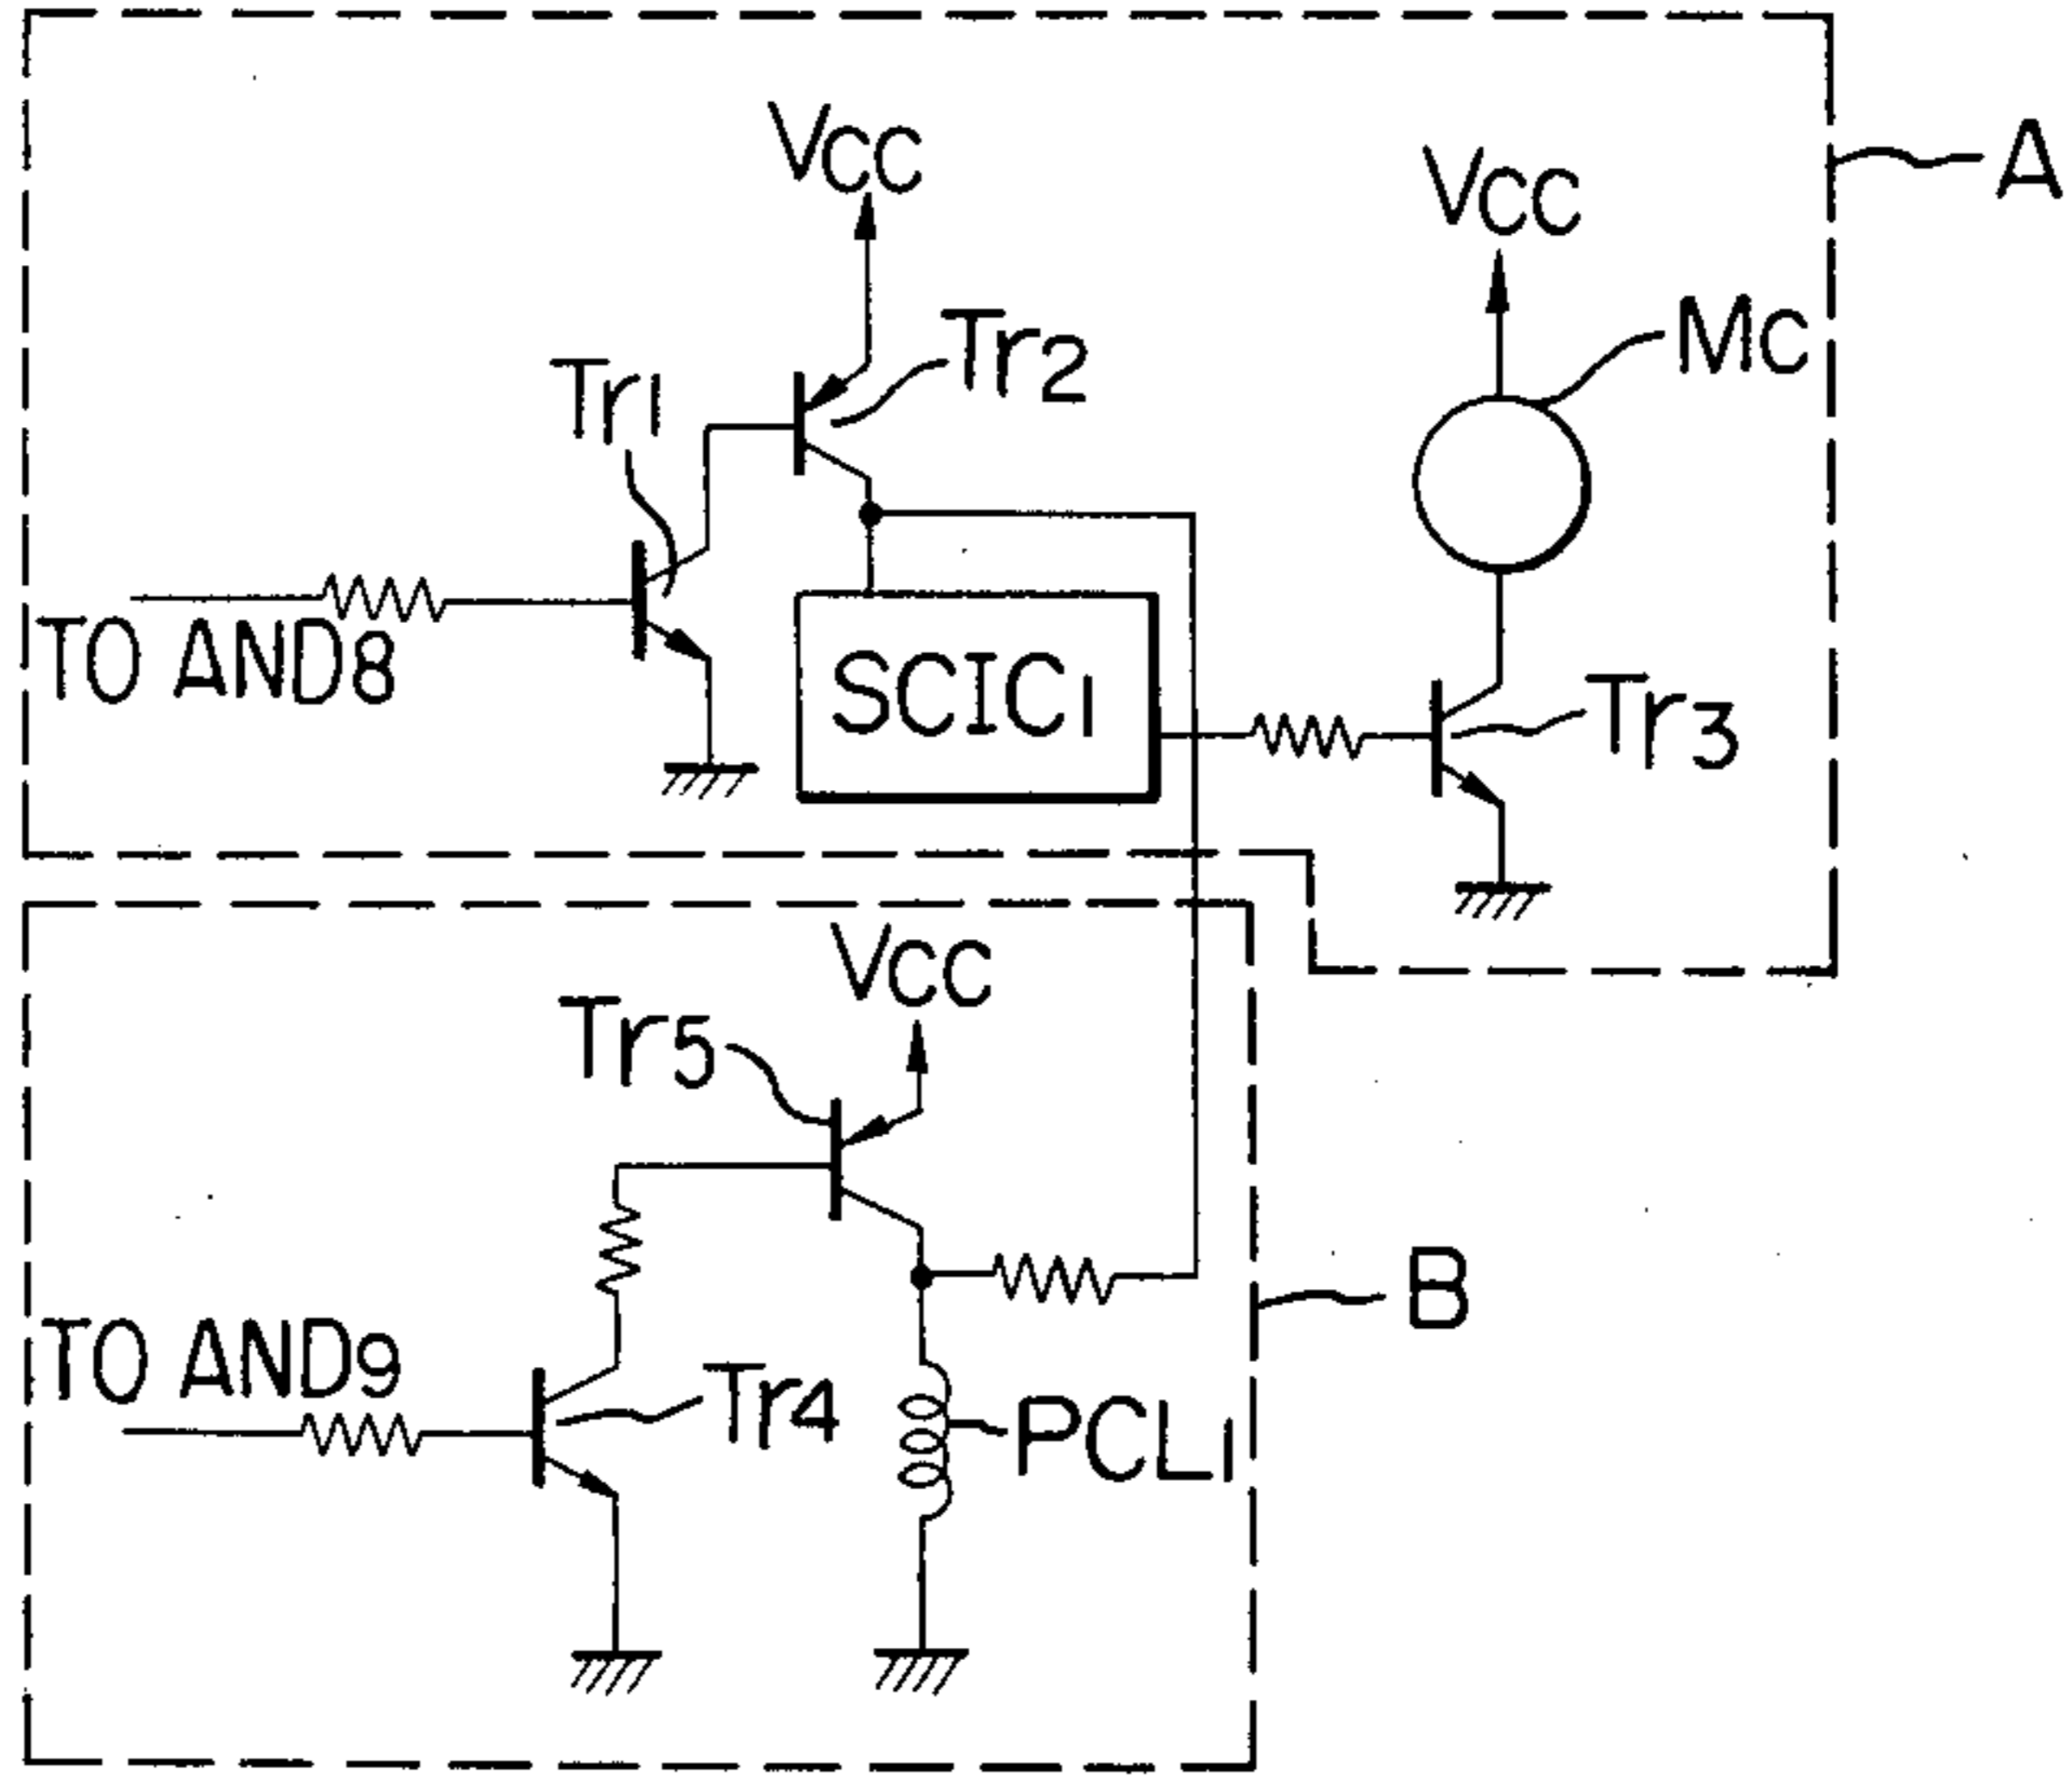 VCC
VCC
A
MC
Tr2
Tr1
TO AND8
SCIC1
Tr3
VCC
Tr5
B
TO AND9
Tr4
PCL1